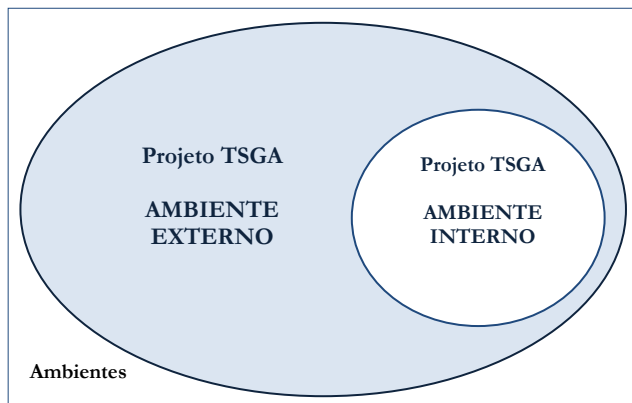 Projeto TSGA
AMBIENTE
EXTERNO
Projeto TSGA
AMBIENTE
INTERNO
Ambientes